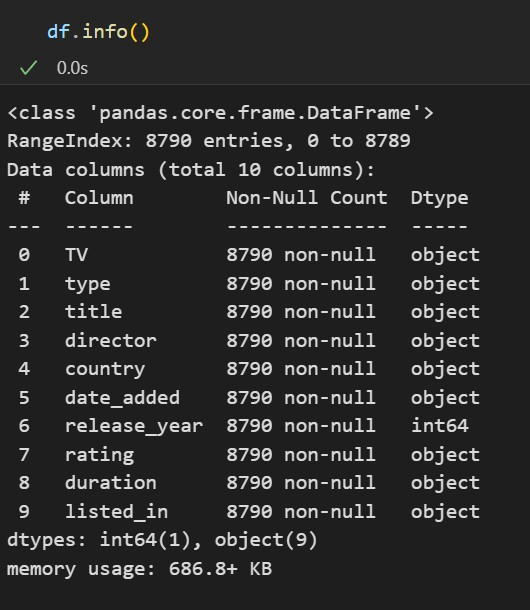 df.info()
0.0s
<class 'pandas.core.frame.DataFrame'>
RangeIndex: 8790 entries, 0 to 8789
Data columns (total 10 columns):
 #   Column        Non-Null Count  Dtype
---  ------        --------------  -----
 0   TV            8790 non-null   object
 1   type          8790 non-null   object
 2   title         8790 non-null   object
 3   director      8790 non-null   object
 4   country       8790 non-null   object
 5   date_added    8790 non-null   object
 6   release_year  8790 non-null   int64
 7   rating        8790 non-null   object
 8   duration      8790 non-null   object
 9   listed_in     8790 non-null   object
dtypes: int64(1), object(9)
memory usage: 686.8+ KB